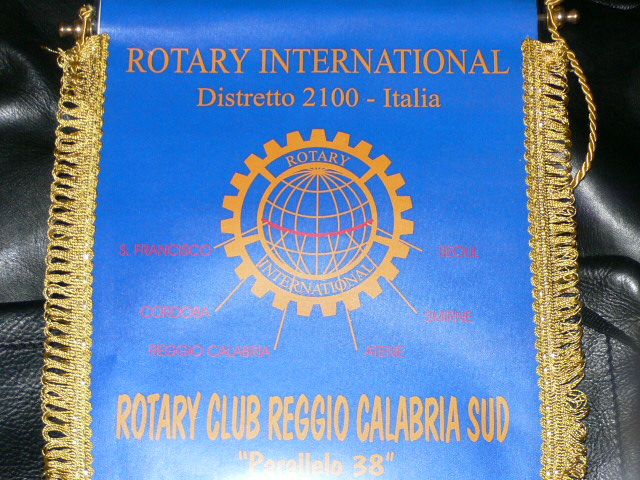 ROTARY INTERNATIONAL
Distretto 2100 - Italia
ROTARY
INTERNATIONAL
S. FRANCISCO
SEOUL
CORDOBA
SMIRNE
REGGIO CALABRIA
ATENE
ROTARY CLUB REGGIO CALABRIA SUD
"Parallelo 38"